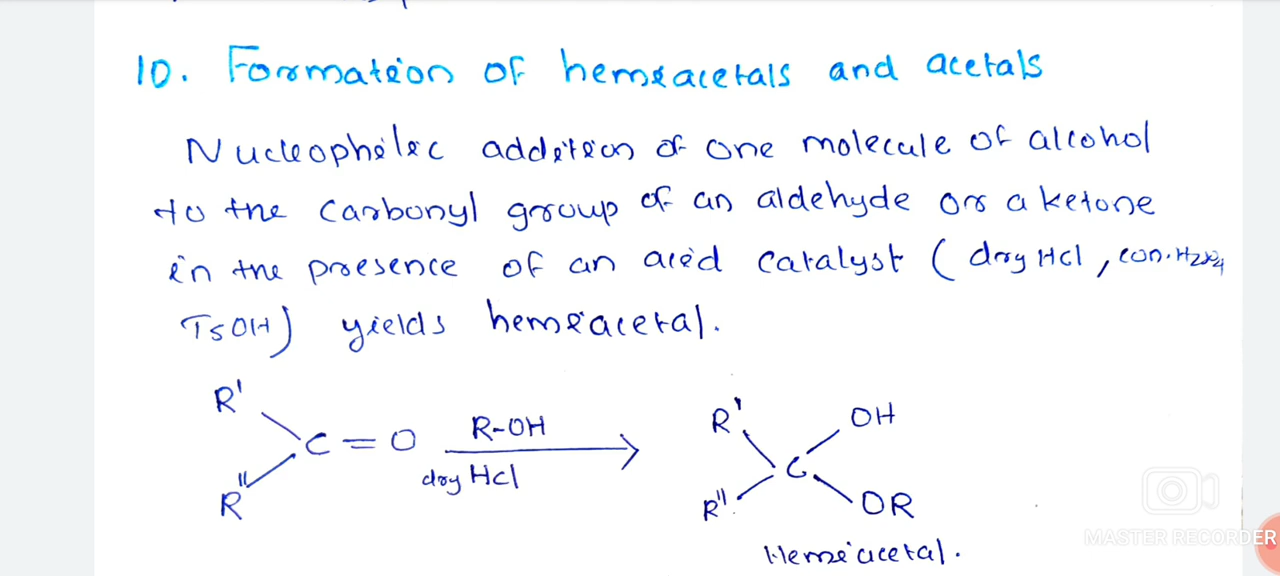 10. Formation of hemiacetals and acetals
Nucleophilic addition of one molecule of alcohol
to the carbonyl group of an aldehyde or a ketone
in the presence of an acid catalyst ( dry HCl , con.H2SO4
TSOH) yields hemiacetal.
R'
C = O
R"
R-OH
dry HCl
R'
OH
C
R"
OR
Hemiacetal.
MASTER RECORDER